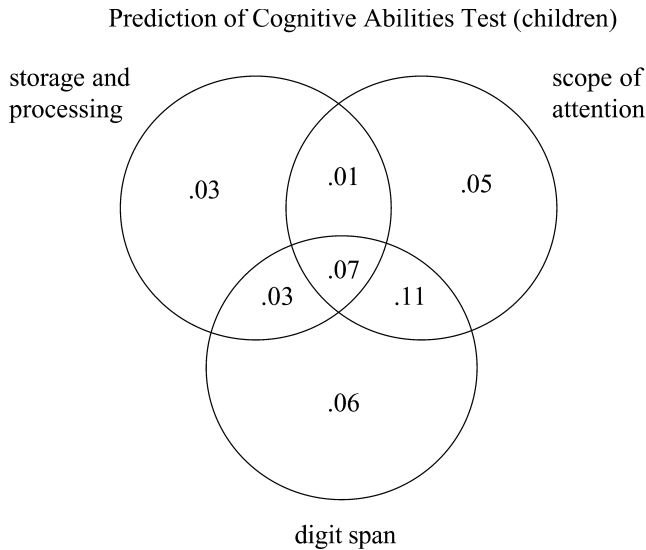 Prediction of Cognitive Abilities Test (children)
storage and
processing
scope of
attention
.03
.01
.05
.07
.03
.11
.06
digit span